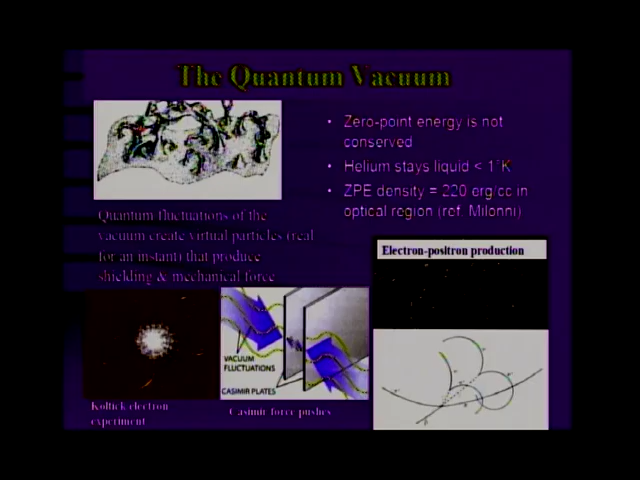 The Quantum Vacuum
• Zero-point energy is not
conserved
• Helium stays liquid < 1°K
• ZPE density = 220 erg/cc in
optical region (ref. Milonni)
Quantum fluctuations of the
vacuum create virtual particles (real
for an instant) that produce
shielding & mechanical force
Electron-positron production
VACUUM
FLUCTUATIONS
CASIMIR PLATES
Koltick electron
experiment
Casimir force pushes